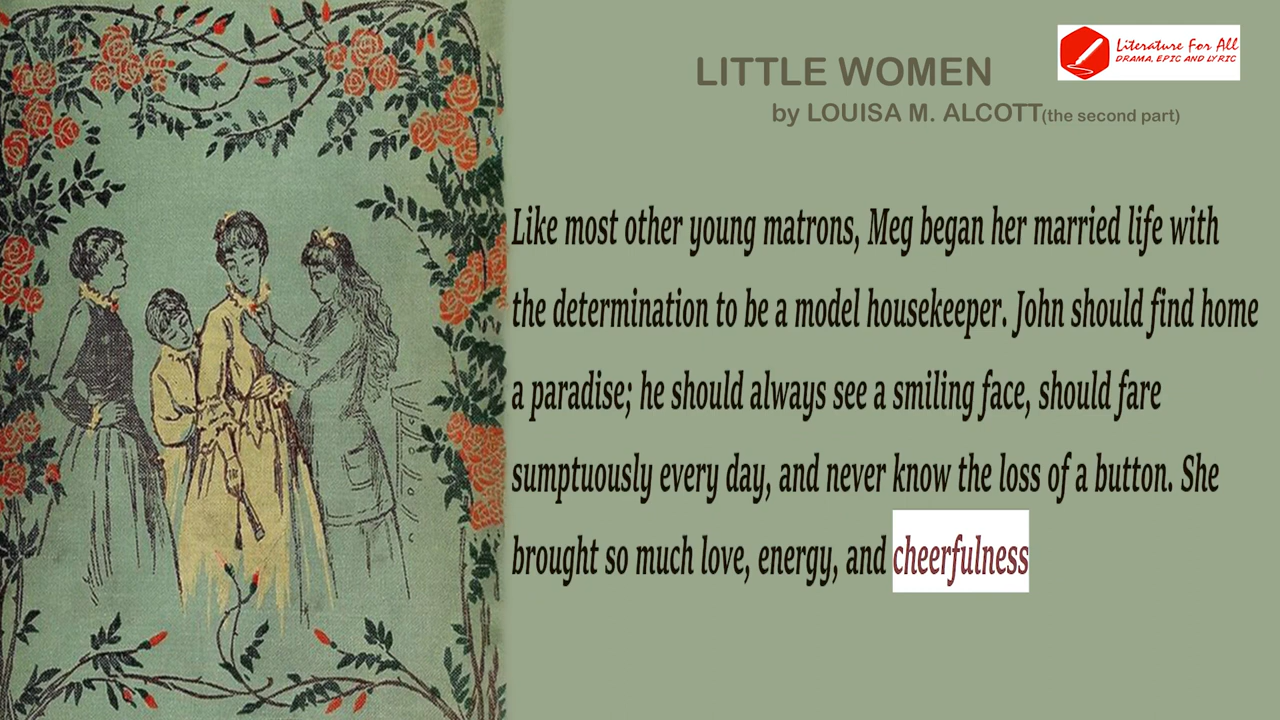 LITTLE WOMEN
by LOUISA M. ALCOTT(the second part)
Literature For All
DRAMA, EPIC AND LYRIC
Like most other young matrons, Meg began her married life with
the determination to be a model housekeeper. John should find home
a paradise; he should always see a smiling face, should fare
sumptuously every day, and never know the loss of a button. She
brought so much love, energy, and cheerfulness